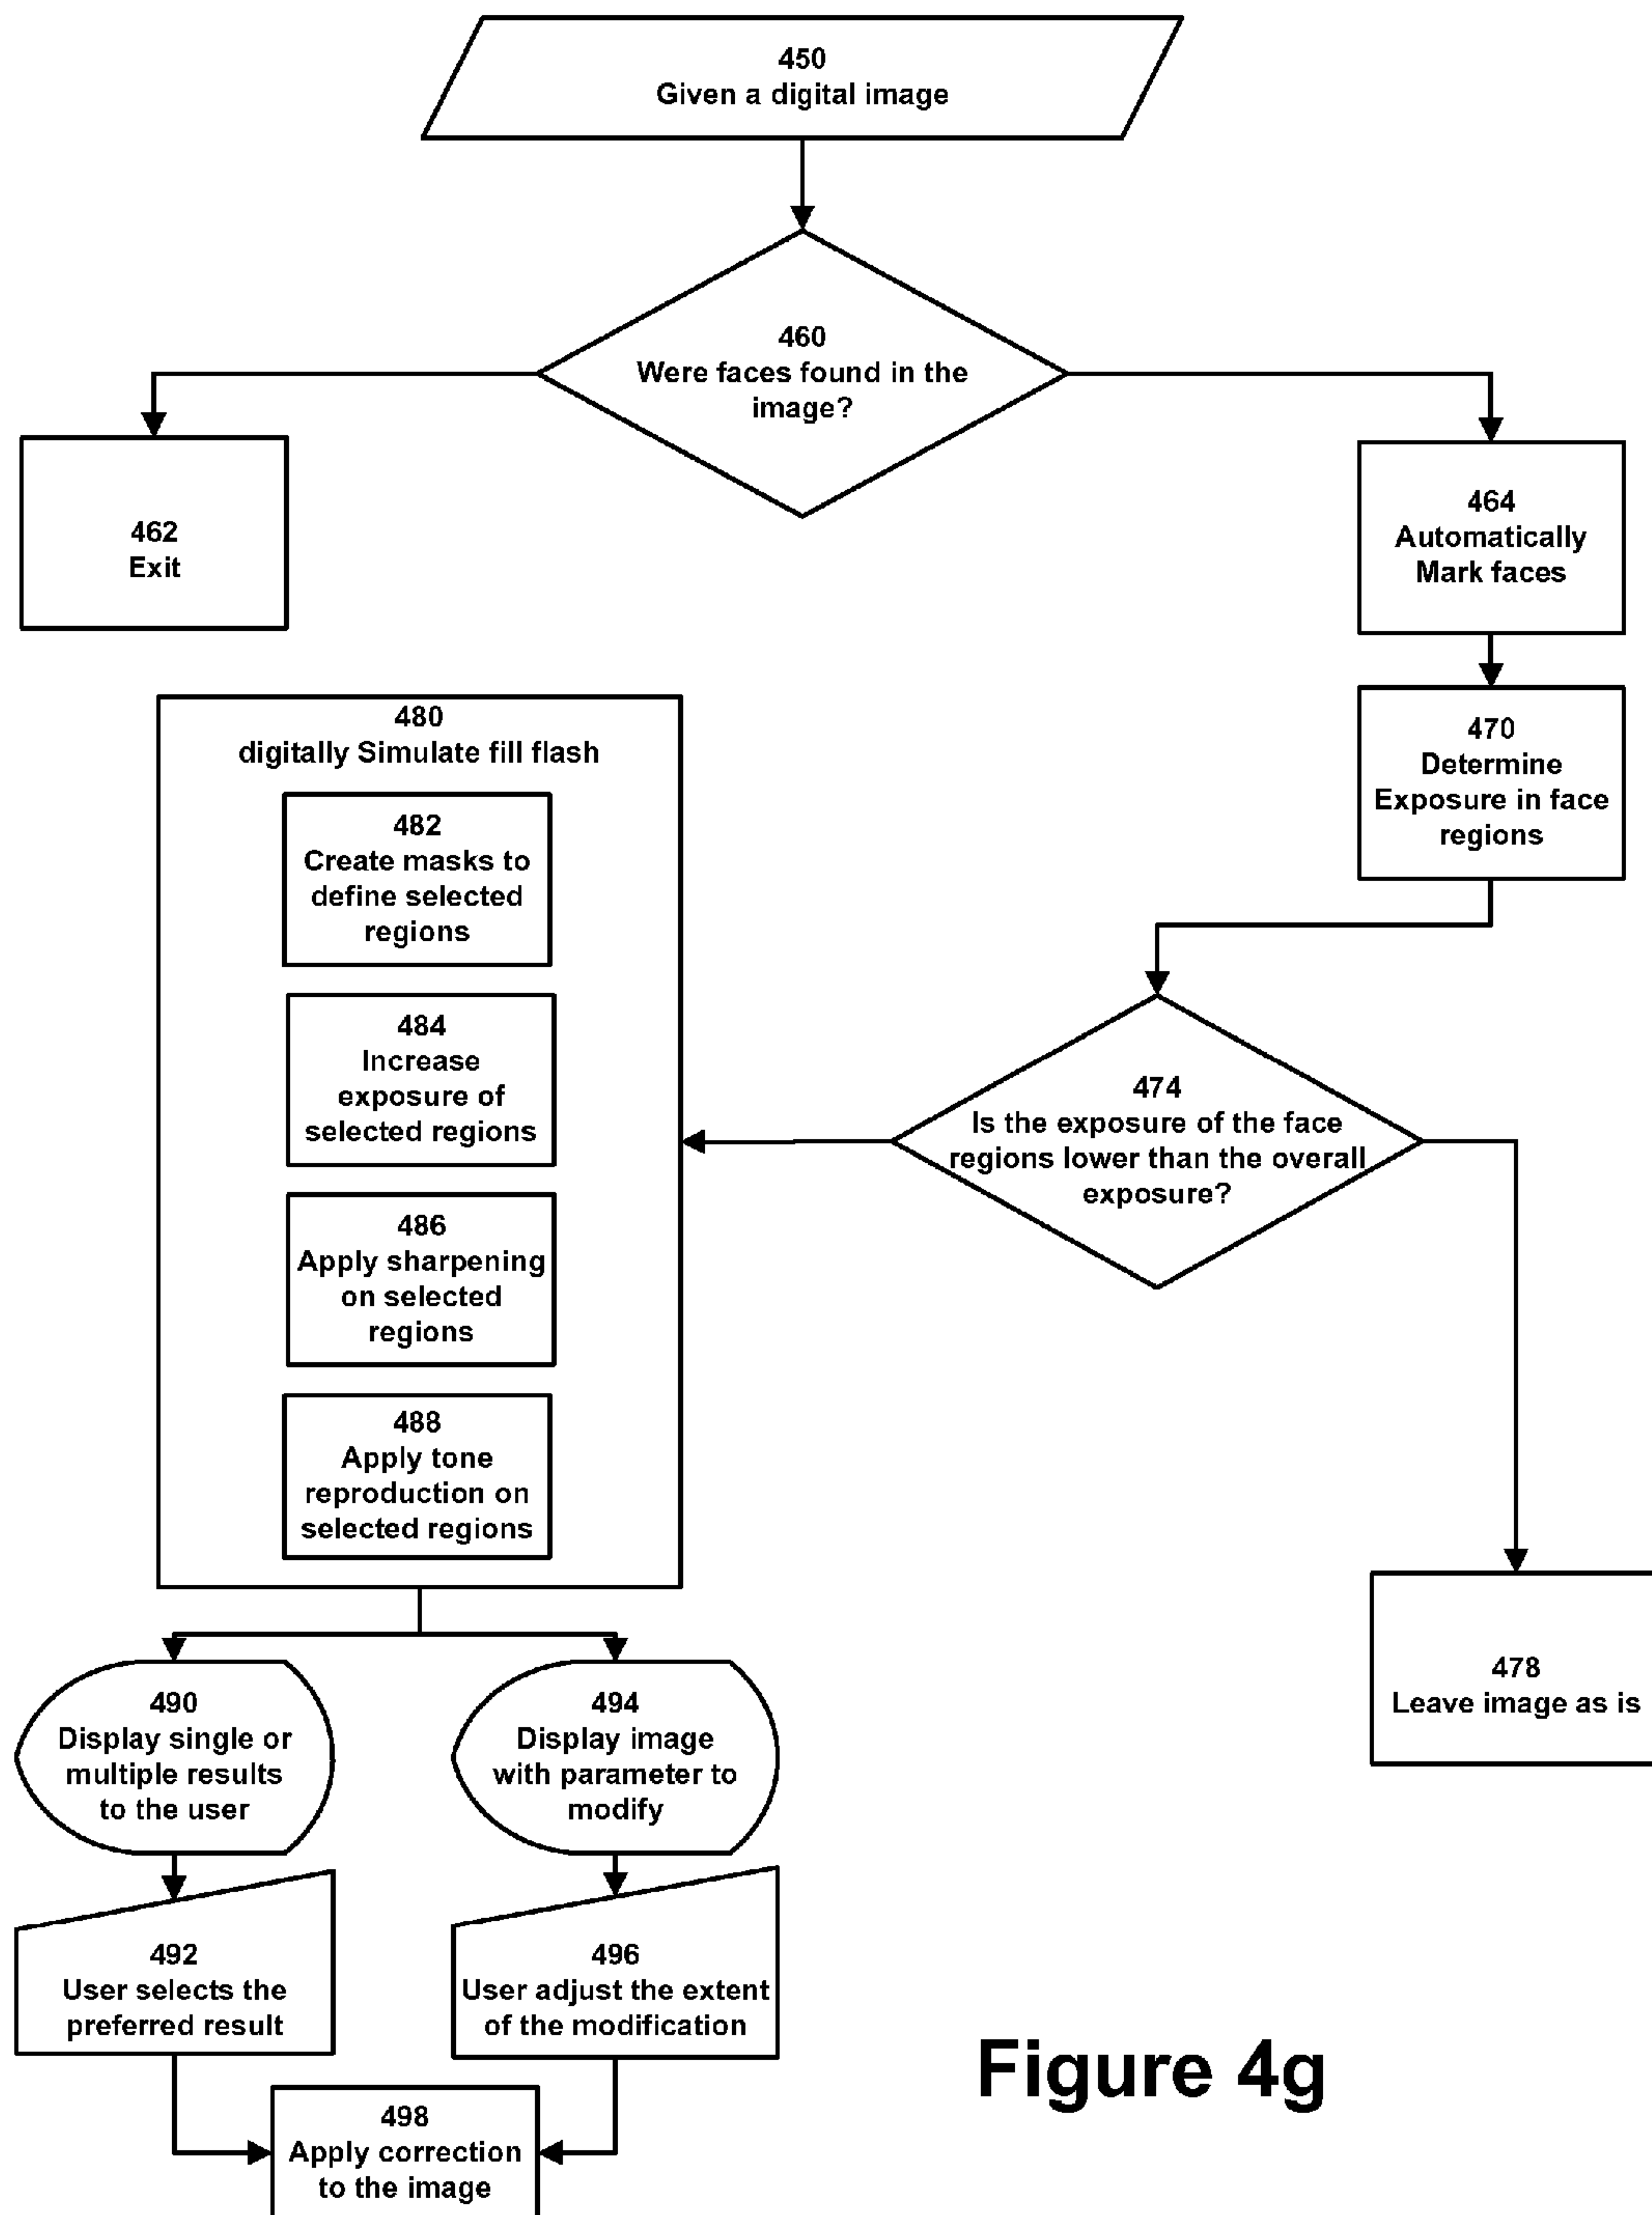 450
Given a digital image
460
Were faces found in the
image?
462
Exit
464
Automatically
Mark faces
470
Determine
Exposure in face
regions
474
Is the exposure of the face
regions lower than the overall
exposure?
478
Leave image as is
480
digitally Simulate fill flash
482
Create masks to
define selected
regions
484
Increase
exposure of
selected regions
486
Apply sharpening
on selected
regions
488
Apply tone
reproduction on
selected regions
490
Display single or
multiple results
to the user
494
Display image
with parameter to
modify
492
User selects the
preferred result
496
User adjust the extent
of the modification
498
Apply correction
to the image
Figure 4g